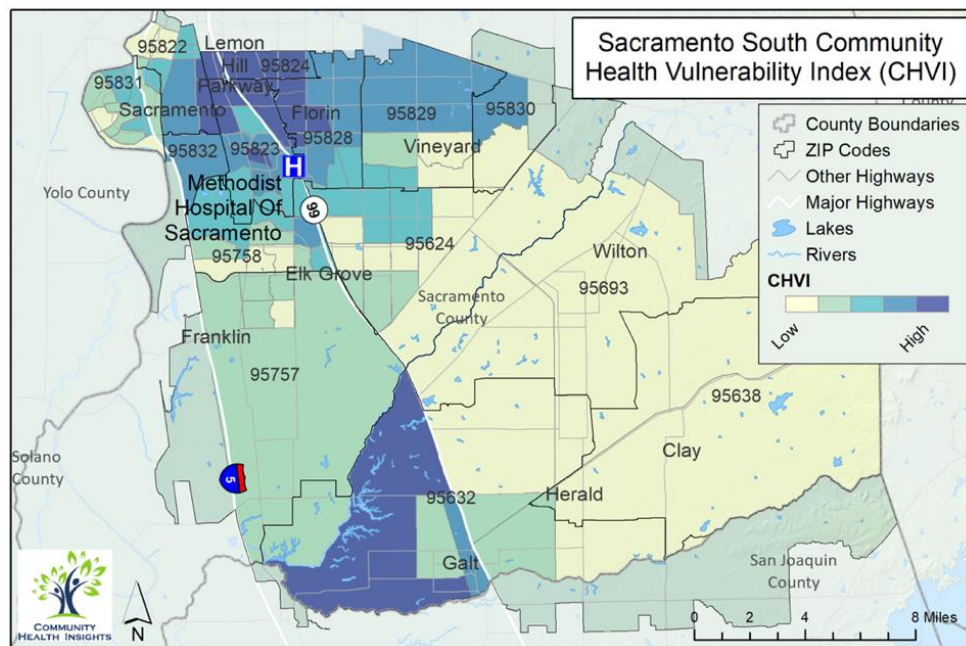 Sacramento South Community
Health Vulnerability Index (CHVI)
County Boundaries
ZIP Codes
Other Highways
Major Highways
Lakes
Rivers
CHVI
Low
High
County
95822
Lemon
Hill
95824
Parkway
95831
Sacramento
Florin
95829
95830
95832
95823
95828
Vineyard
H
Yolo County
Methodist
Hospital Of
Sacramento
99
95624
Wilton
95758
Elk Grove
Sacramento
County
95693
Franklin
95757
95638
Clay
Solano
County
5
95632
Herald
Galt
San Joaquin
County
COMMUNITY
HEALTH INSIGHTS
N
0 2 4 8 Miles